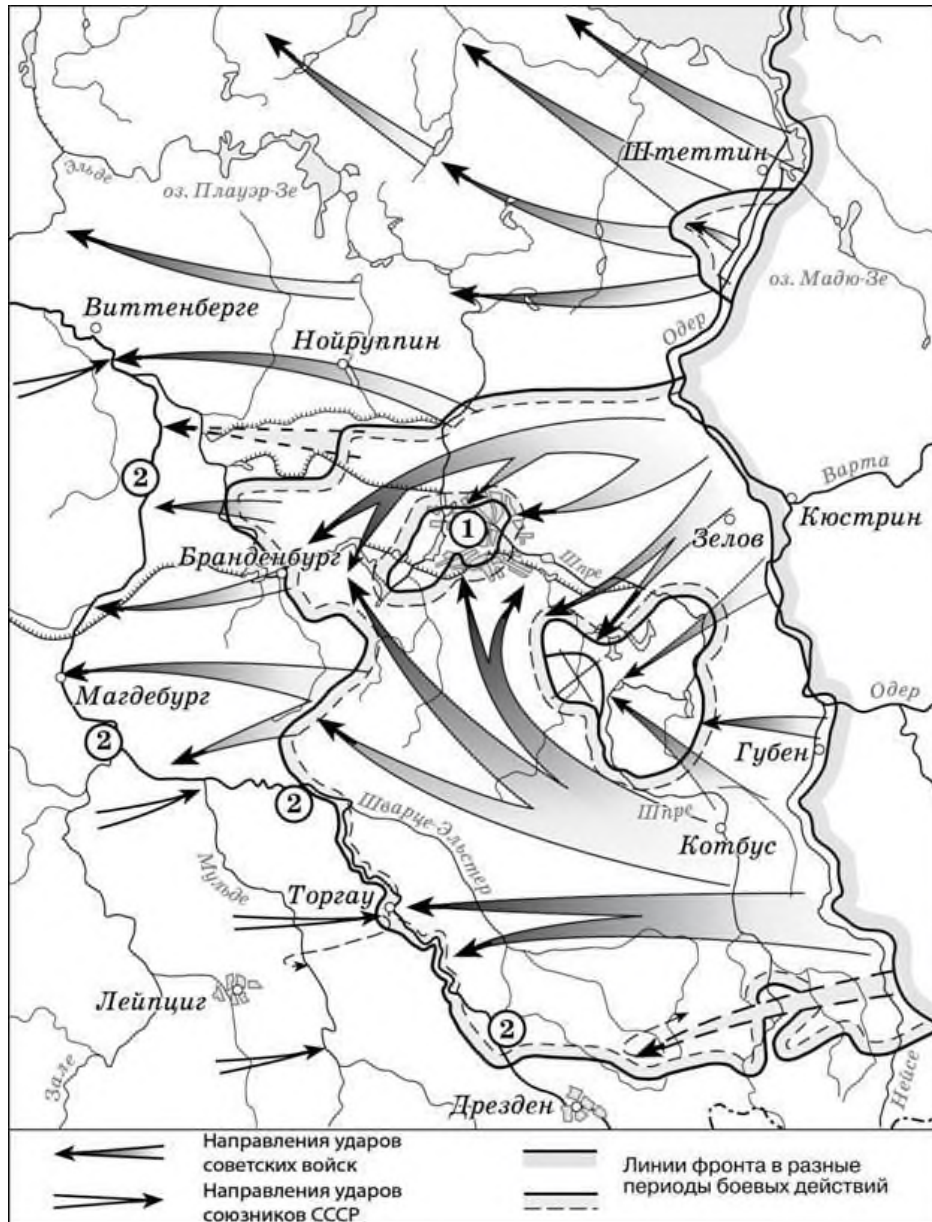 Штеттин
Эльде
оз. Плауэр-Зе
оз. Мадю-Зе
Виттенберге
Одер
Нойруппин
2
Варта
1
Кюстрин
Зелов
Бранденбург
Шпре
Магдебург
Одер
2
Губен
2
Шпре
Шварце-Эльстер
Котбус
Мульде
Торгау
Лейпциг
2
Зале
Нейсе
Дрезден
Направления ударов
советских войск
Направления ударов
союзников СССР
Линии фронта в разные
периоды боевых действий